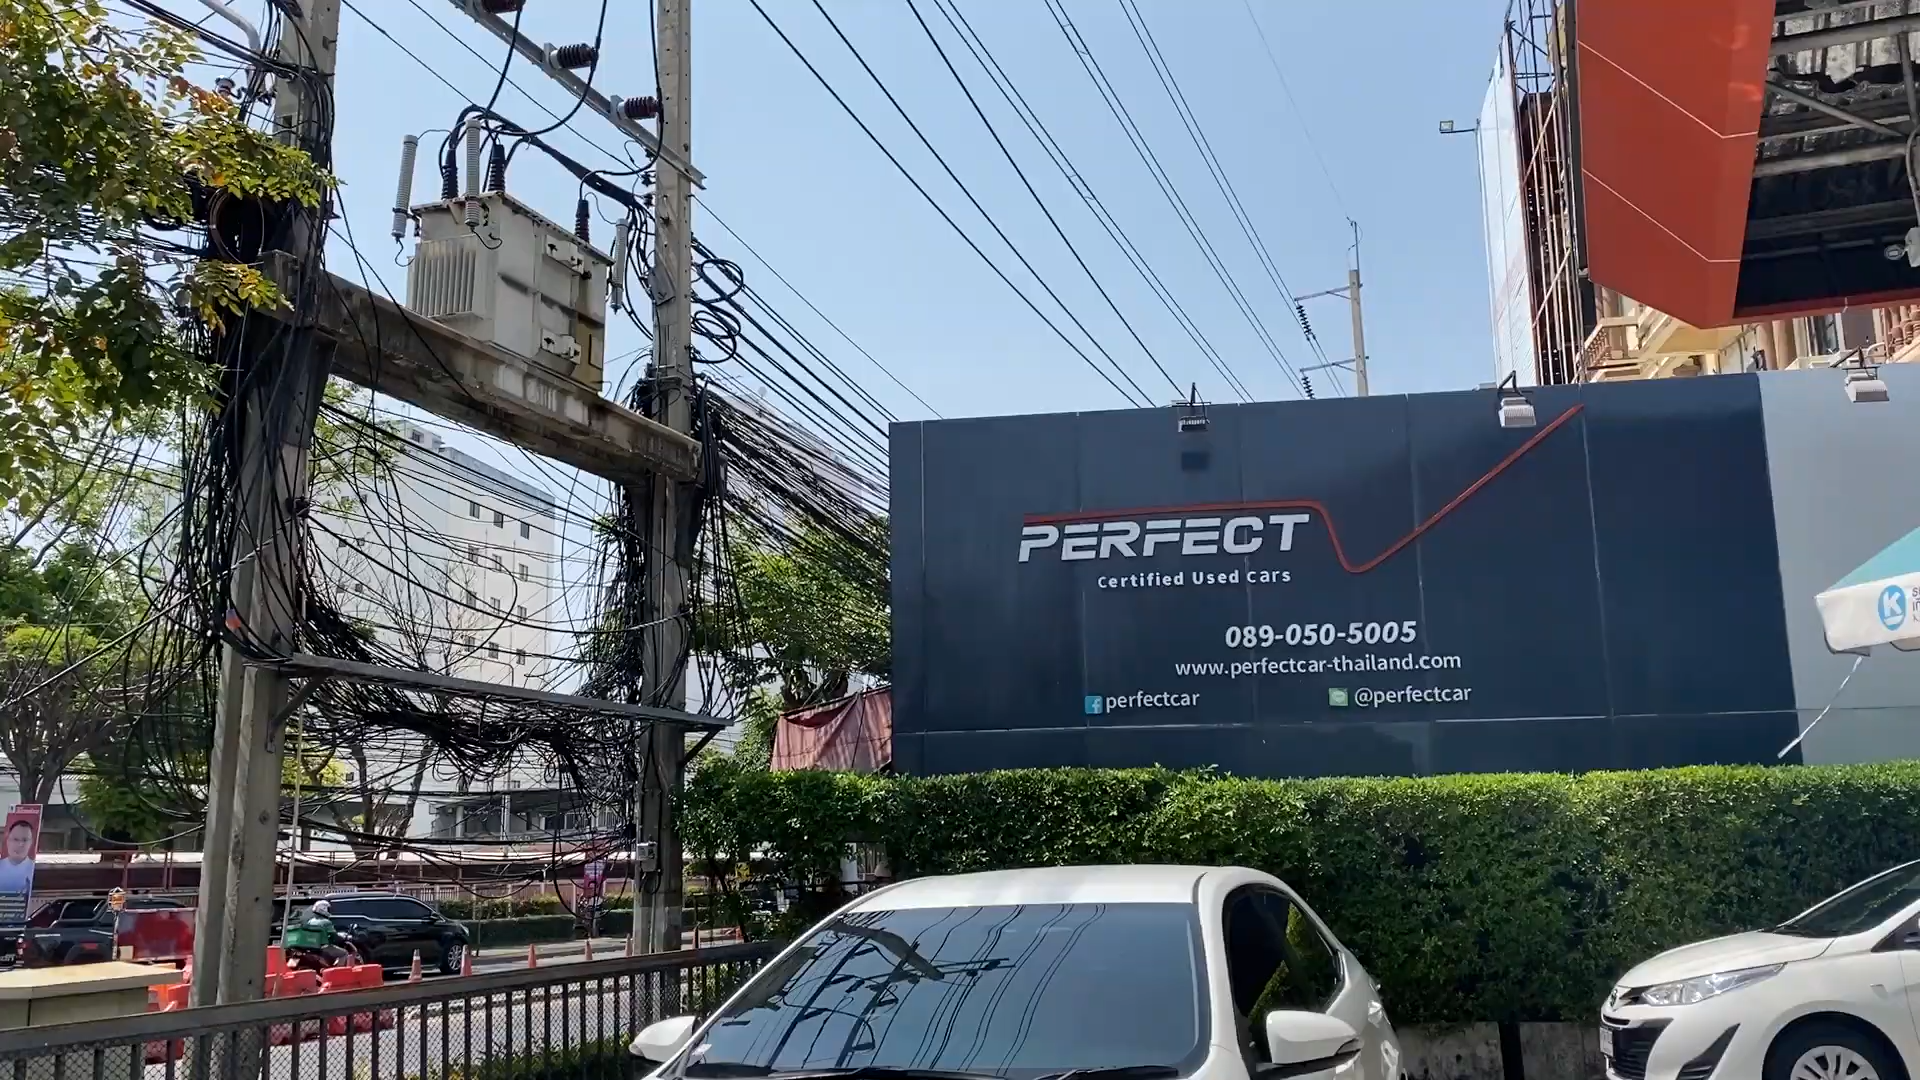 PERFECT
Certified Used Cars
089-050-5005
www.perfectcar-thailand.com
f perfectcar
@perfectcar
K